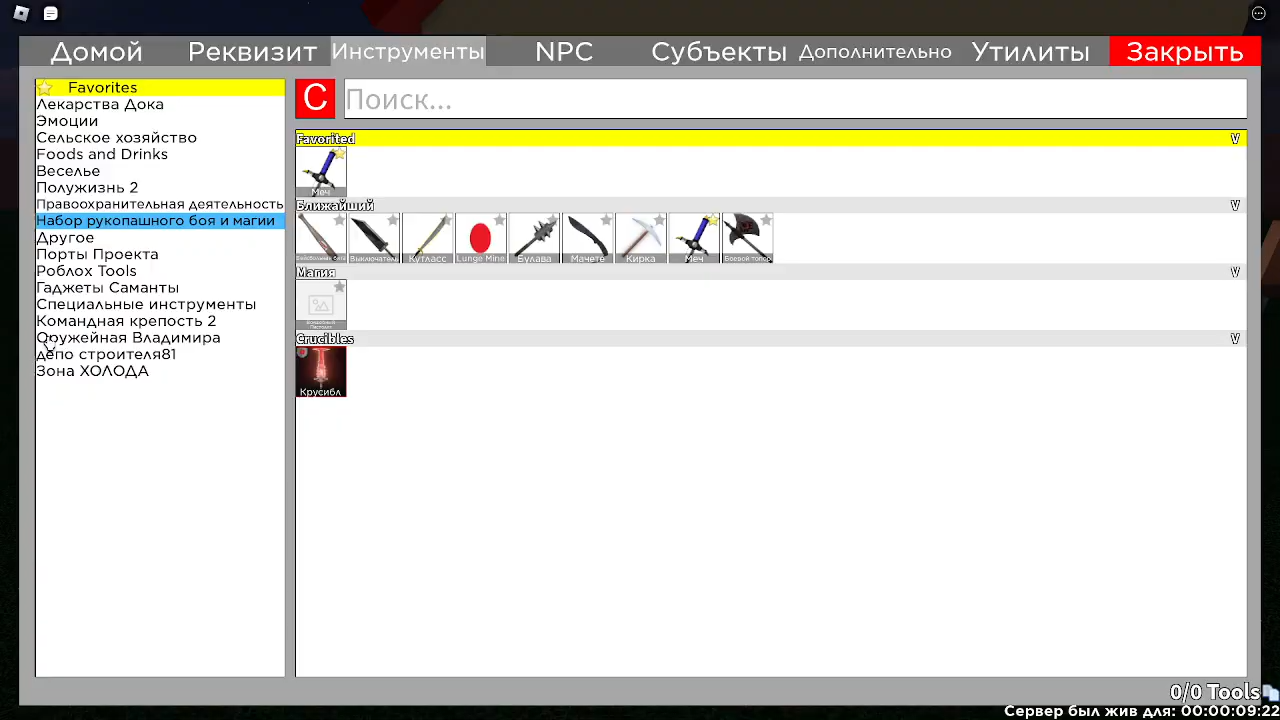 Домой Реквизит Инструменты NPC Субъекты Дополнительно Утилиты Закрыть
Favorites
Лекарства Дока
Эмоции
Сельское хозяйство
Foods and Drinks
Веселье
Полужизнь 2
Правоохранительная деятельность
Набор рукопашного боя и магии
Другое
Порты Проекта
Роблох Tools
Гаджеты Саманты
Специальные инструменты
Командная крепость 2
Оружейная Владимира
депо строителя81
Зона ХОЛОДА
C Поиск...
Favorited V
Меч
Ближайший V
Выключатель Кутласс Lunge Mine Булава Мачете Кирка Меч Боевой топор
Магия V
Crucibles V
Крусибл
0/0 Tools
Сервер был жив для: 00:00:09:22